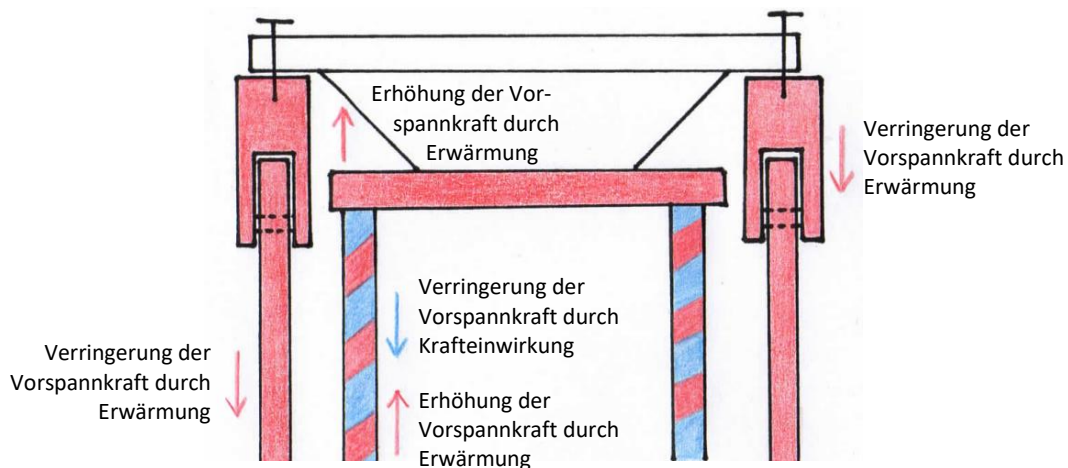 Erhöhung der Vor-
spannkraft durch
Erwärmung
Verringerung der
Vorspannkraft durch
Erwärmung
Verringerung der
Vorspannkraft durch
Krafteinwirkung
Verringerung der
Vorspannkraft durch
Erwärmung
Erhöhung der
Vorspannkraft durch
Erwärmung